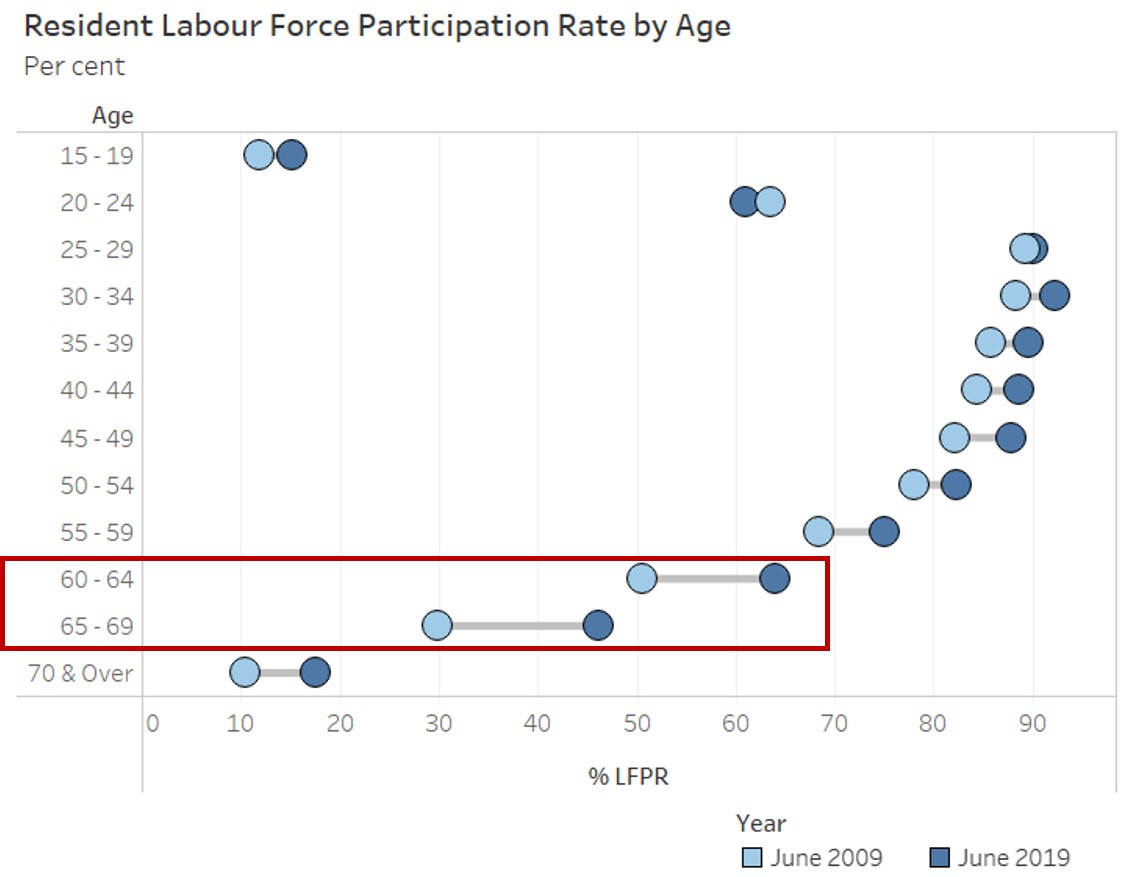 Resident Labour Force Participation Rate by Age
Per cent
Age
15 - 19
20 - 24
25 - 29
30 - 34
35 - 39
40 - 44
45 - 49
50 - 54
55 - 59
60 - 64
65 - 69
70 & Over
0 10 20 30 40 50 60 70 80 90
% LFPR
Year
June 2009 June 2019